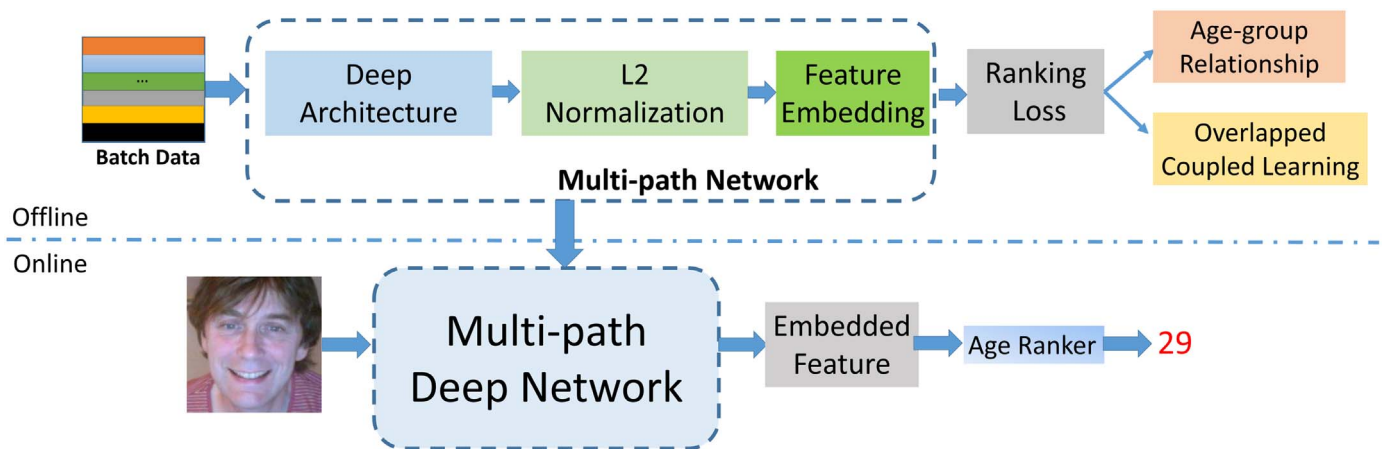 ...
Batch Data
Deep
Architecture
L2
Normalization
Feature
Embedding
Multi-path Network
Ranking
Loss
Age-group
Relationship
Overlapped
Coupled Learning
Offline
Online
Multi-path
Deep Network
Embedded
Feature
Age Ranker
29